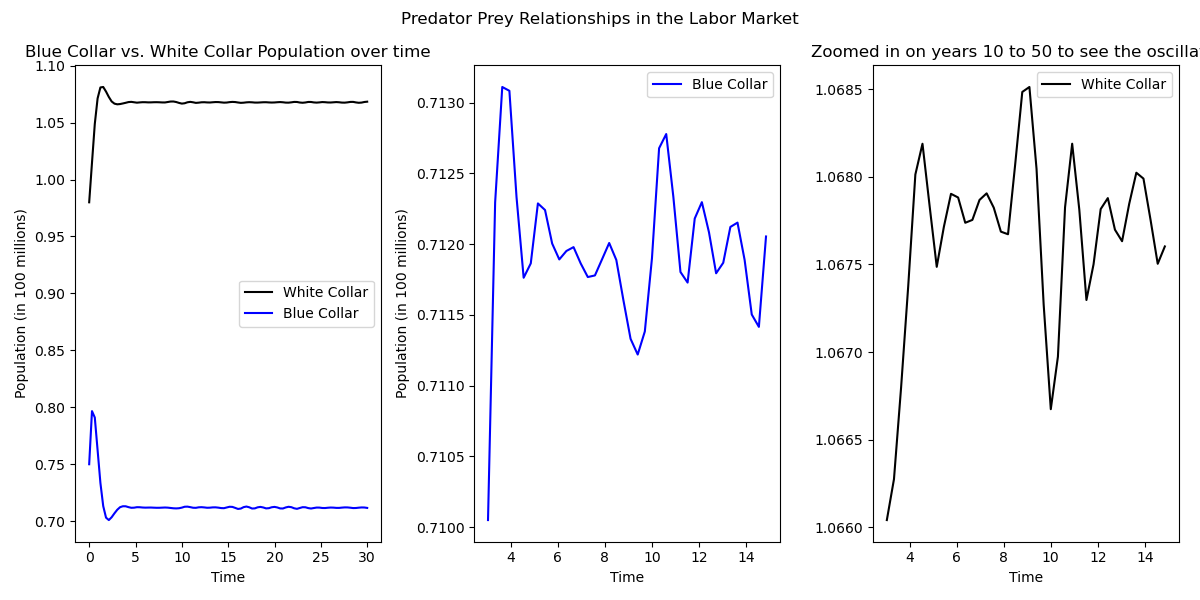 Predator Prey Relationships in the Labor Market
Blue Collar vs. White Collar Population over time
Population (in 100 millions)
1.10
1.05
1.00
0.95
0.90
0.85
0.80
0.75
0.70
White Collar
Blue Collar
0 5 10 15 20 25 30
Time
Population (in 100 millions)
0.7130
0.7125
0.7120
0.7115
0.7110
0.7105
0.7100
Blue Collar
4 6 8 10 12 14
Time
Zoomed in on years 10 to 50 to see the oscilla
1.0685
1.0680
1.0675
1.0670
1.0665
1.0660
White Collar
4 6 8 10 12 14
Time